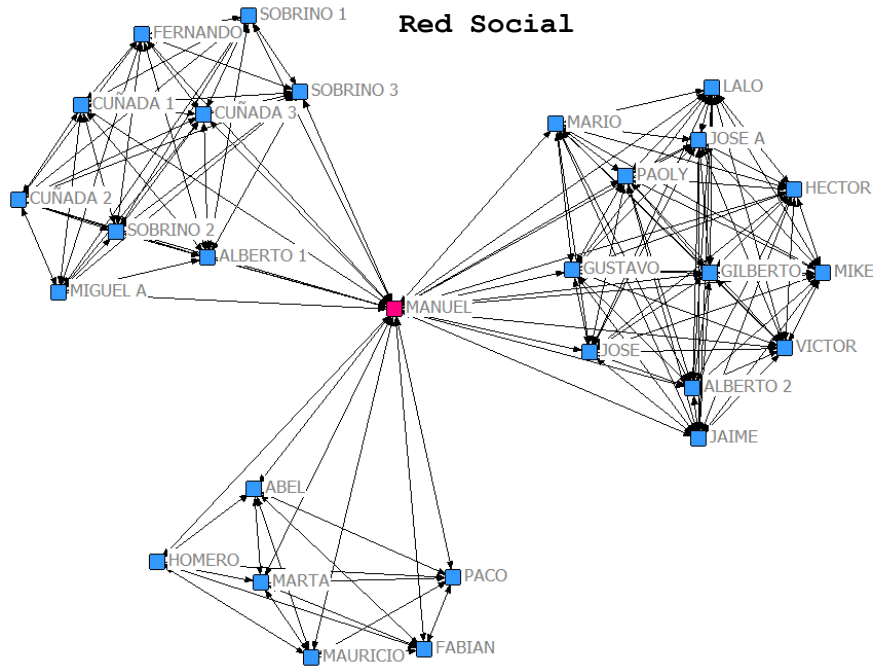 Red Social
SOBRINO 1
FERNANDO
SOBRINO 3
CUÑADA 1
CUÑADA 3
CUÑADA 2
SOBRINO 2
ALBERTO 1
MIGUEL A
LALO
MARIO
JOSE A
PAOLY
HECTOR
GUSTAVO
GILBERTO
MIKE
MANUEL
JOSE
VICTOR
ALBERTO 2
JAIME
ABEL
HOMERO
MARTA
PACO
MAURICIO
FABIAN